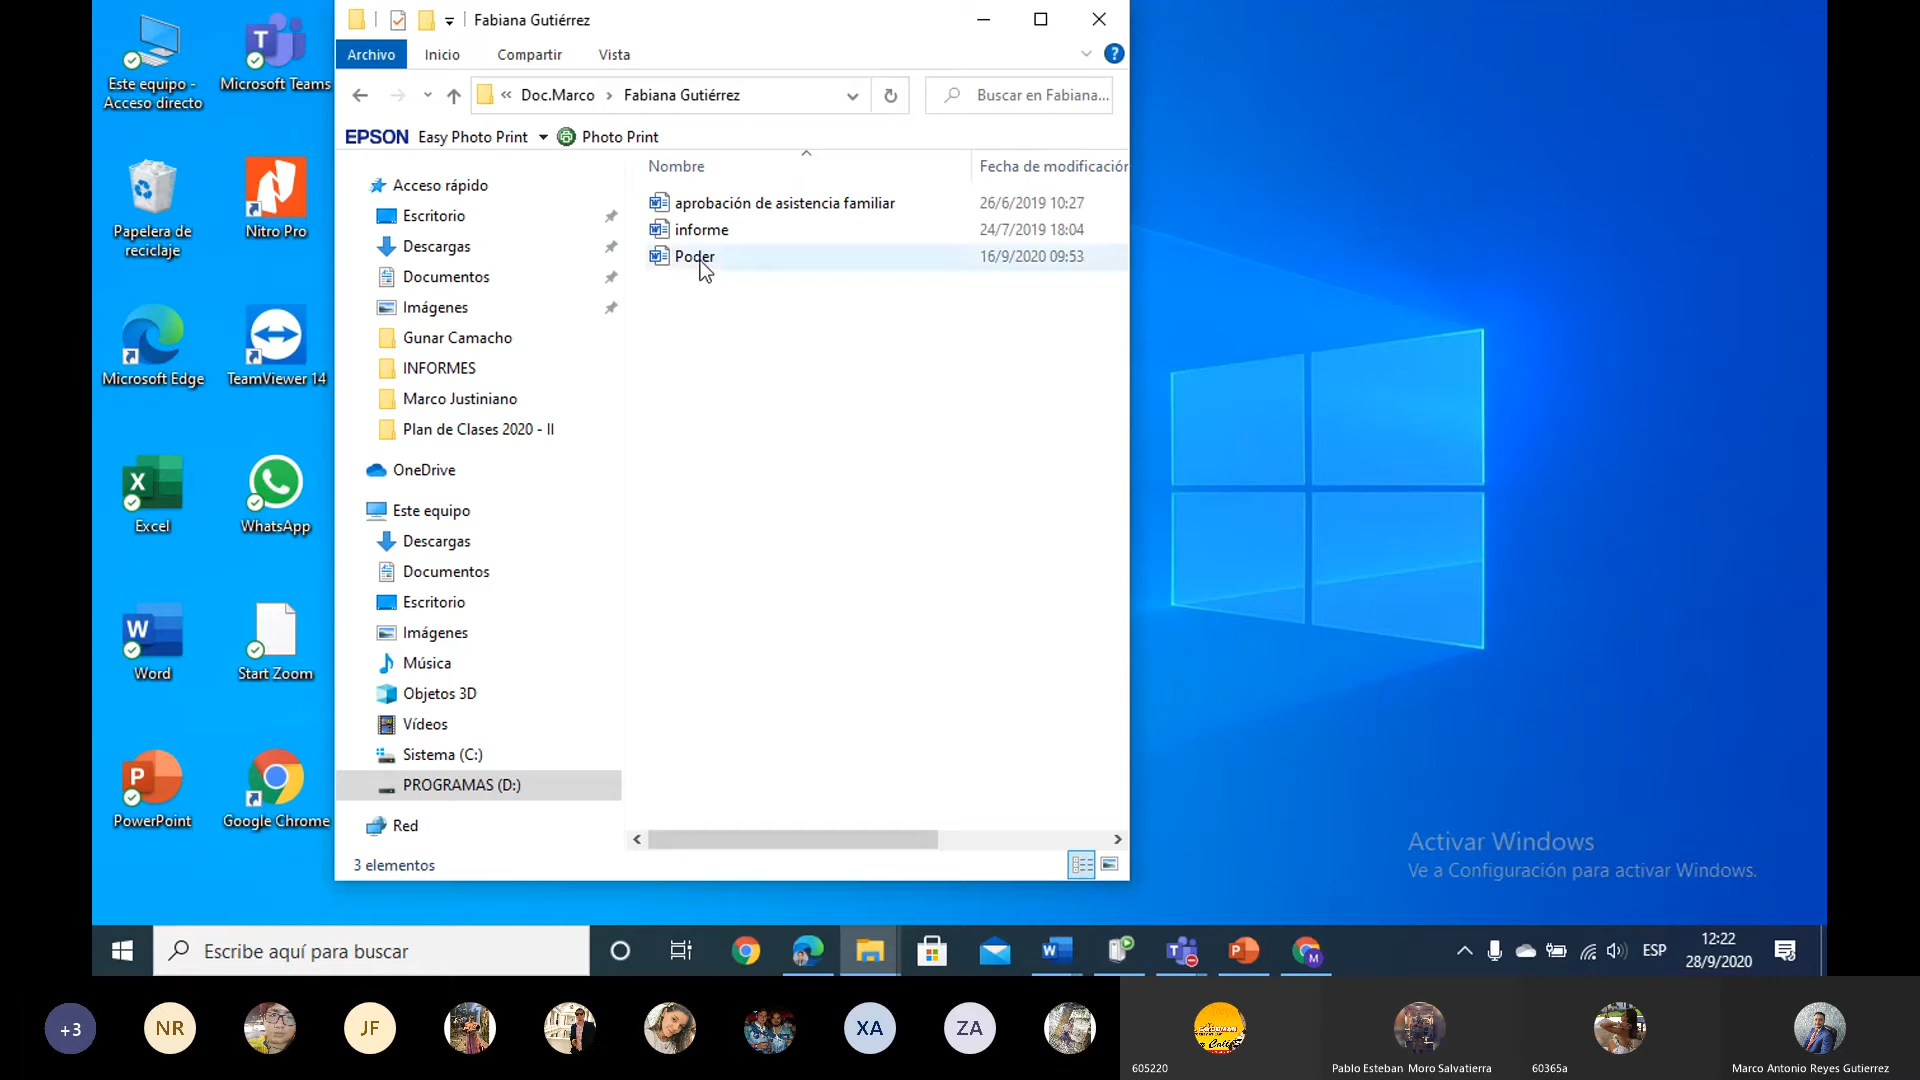 Fabiana Gutiérrez
Archivo Inicio Compartir Vista
« Doc.Marco › Fabiana Gutiérrez
Buscar en Fabiana...
EPSON Easy Photo Print Photo Print
Nombre Fecha de modificación
aprobación de asistencia familiar 26/6/2019 10:27
informe 24/7/2019 18:04
Poder 16/9/2020 09:53
Acceso rápido
Escritorio
Descargas
Documentos
Imágenes
Gunar Camacho
INFORMES
Marco Justiniano
Plan de Clases 2020 - II
OneDrive
Este equipo
Descargas
Documentos
Escritorio
Imágenes
Música
Objetos 3D
Vídeos
Sistema (C:)
PROGRAMAS (D:)
Red
3 elementos
Este equipo -
Acceso directo
Microsoft Teams
Papelera de
reciclaje
Nitro Pro
Microsoft Edge
TeamViewer 14
Excel
WhatsApp
Word
Start Zoom
PowerPoint
Google Chrome
Activar Windows
Ve a Configuración para activar Windows.
Escribe aquí para buscar
ESP
12:22
28/9/2020
+3
NR
JF
XA
ZA
605220
Pablo Esteban Moro Salvatierra
60365a
Marco Antonio Reyes Gutierrez